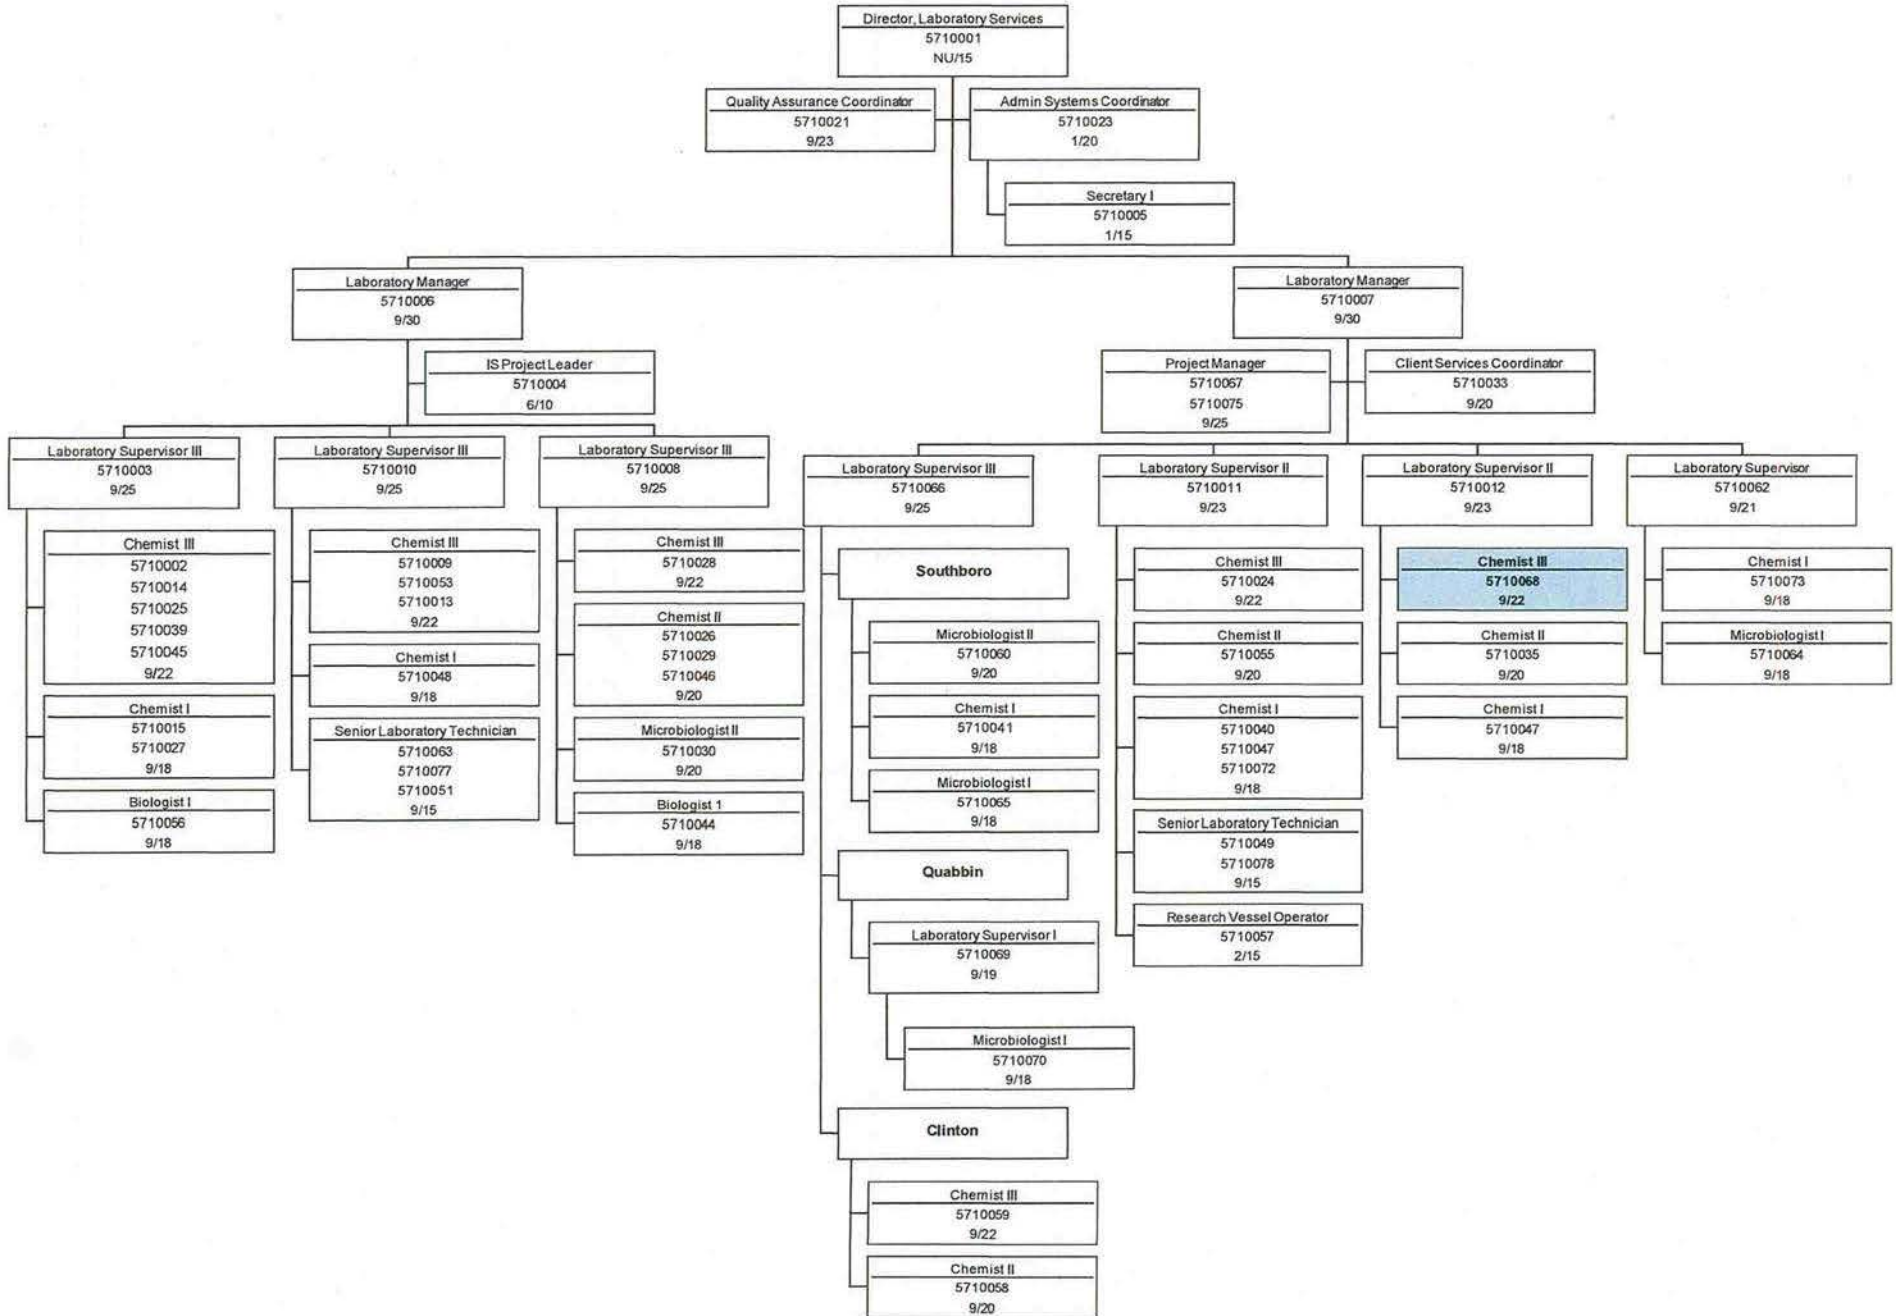 Director, Laboratory Services
5710001
NU/15
Quality Assurance Coordinator
5710021
9/23
Admin Systems Coordinator
5710023
1/20
Secretary I
5710005
1/15
Laboratory Manager
5710006
9/30
IS Project Leader
5710004
6/10
Laboratory Supervisor III
5710003
9/25
Chemist III
5710002
5710014
5710025
5710039
5710045
9/22
Chemist I
5710015
5710027
9/18
Biologist I
5710056
9/18
Laboratory Supervisor III
5710010
9/25
Chemist III
5710009
5710053
5710013
9/22
Chemist I
5710048
9/18
Senior Laboratory Technician
5710063
5710077
5710051
9/15
Laboratory Supervisor III
5710008
9/25
Chemist III
5710028
9/22
Chemist II
5710026
5710029
5710046
9/20
Microbiologist II
5710030
9/20
Biologist 1
5710044
9/18
Laboratory Manager
5710007
9/30
Project Manager
5710067
5710075
9/25
Client Services Coordinator
5710033
9/20
Laboratory Supervisor III
5710066
9/25
Southboro
Microbiologist II
5710060
9/20
Chemist I
5710041
9/18
Microbiologist I
5710065
9/18
Quabbin
Laboratory Supervisor I
5710069
9/19
Microbiologist I
5710070
9/18
Clinton
Chemist III
5710059
9/22
Chemist II
5710058
9/20
Laboratory Supervisor II
5710011
9/23
Chemist III
5710024
9/22
Chemist II
5710055
9/20
Chemist I
5710040
5710047
5710072
9/18
Senior Laboratory Technician
5710049
5710078
9/15
Research Vessel Operator
5710057
2/15
Laboratory Supervisor II
5710012
9/23
Chemist III
5710068
9/22
Chemist II
5710035
9/20
Chemist I
5710047
9/18
Laboratory Supervisor
5710062
9/21
Chemist I
5710073
9/18
Microbiologist I
5710064
9/18